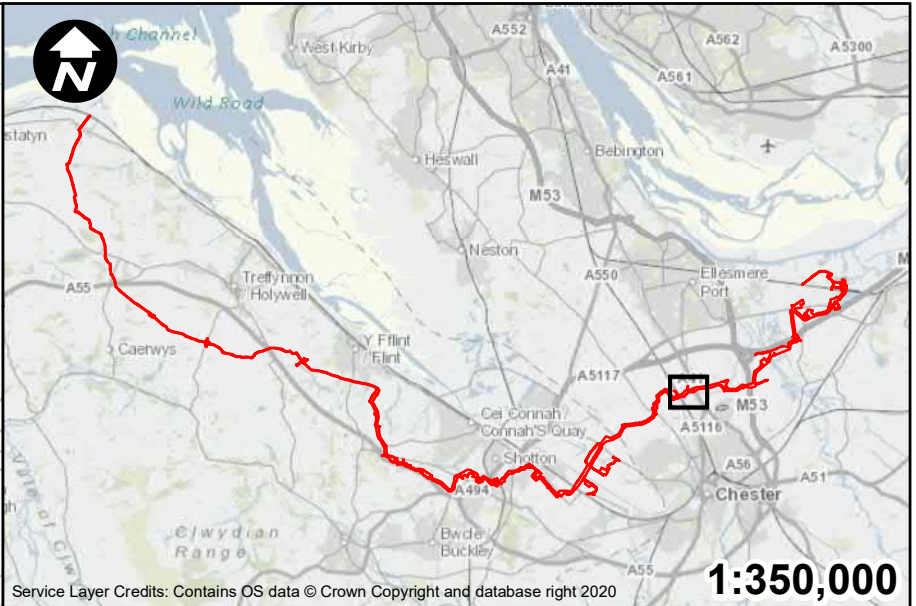 A552
A562
A5300
West Kirby
A41
A561
Wild Road
N
statyn
Heswall
Bebington
M53
Neston
A550
Ellesmere
Port
Treffynnon
Holywell
A55
Y Fflint
Flint
Caerwys
A5117
M53
Cei Connah
Connah'S Quay
A5116
Shotton
A56
A51
A494
Chester
Clwydian
Range
Bwcle
Buckley
A55
1:350,000
Service Layer Credits: Contains OS data © Crown Copyright and database right 2020